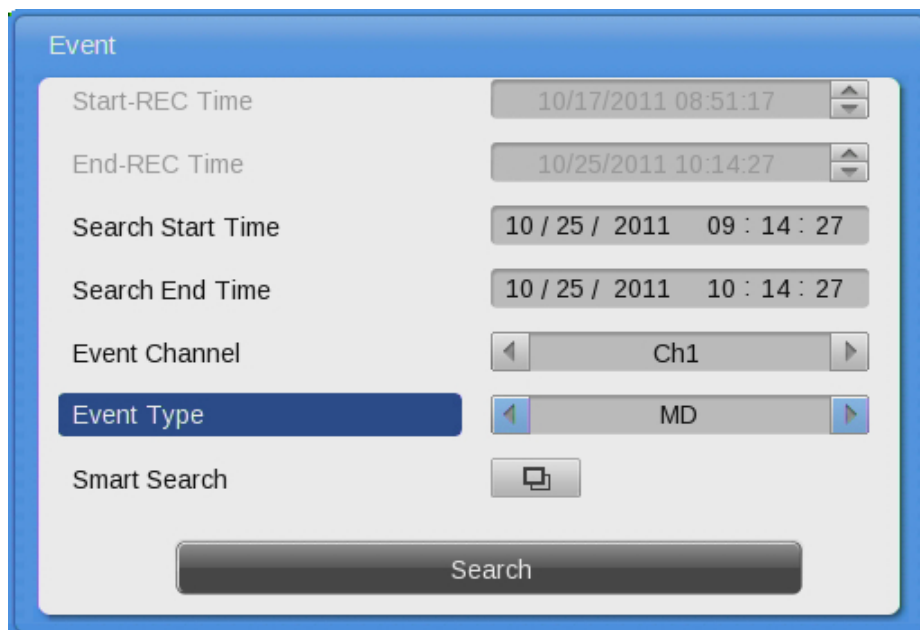 Event
Start-REC Time 10/17/2011 08:51:17
End-REC Time 10/25/2011 10:14:27
Search Start Time 10 / 25 / 2011 09 : 14 : 27
Search End Time 10 / 25 / 2011 10 : 14 : 27
Event Channel Ch1
Event Type MD
Smart Search
Search